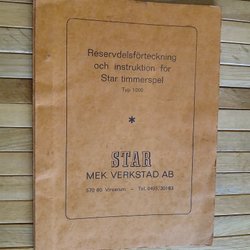 Reservdelsförteckning
och instruktion för
Star timmerspel
Typ 1000
*
STAR
MEK VERKSTAD AB
570 80 Virserum - Tel. 0495/30183